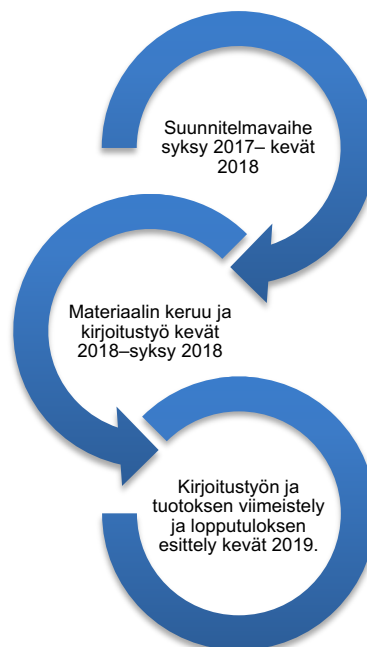 Suunnitelmavaihe
syksy 2017– kevät
2018
Materiaalin keruu ja
kirjoitustyö kevät
2018–syksy 2018
Kirjoitustyön ja
tuotoksen viimeistely
ja lopputuloksen
esittely kevät 2019.